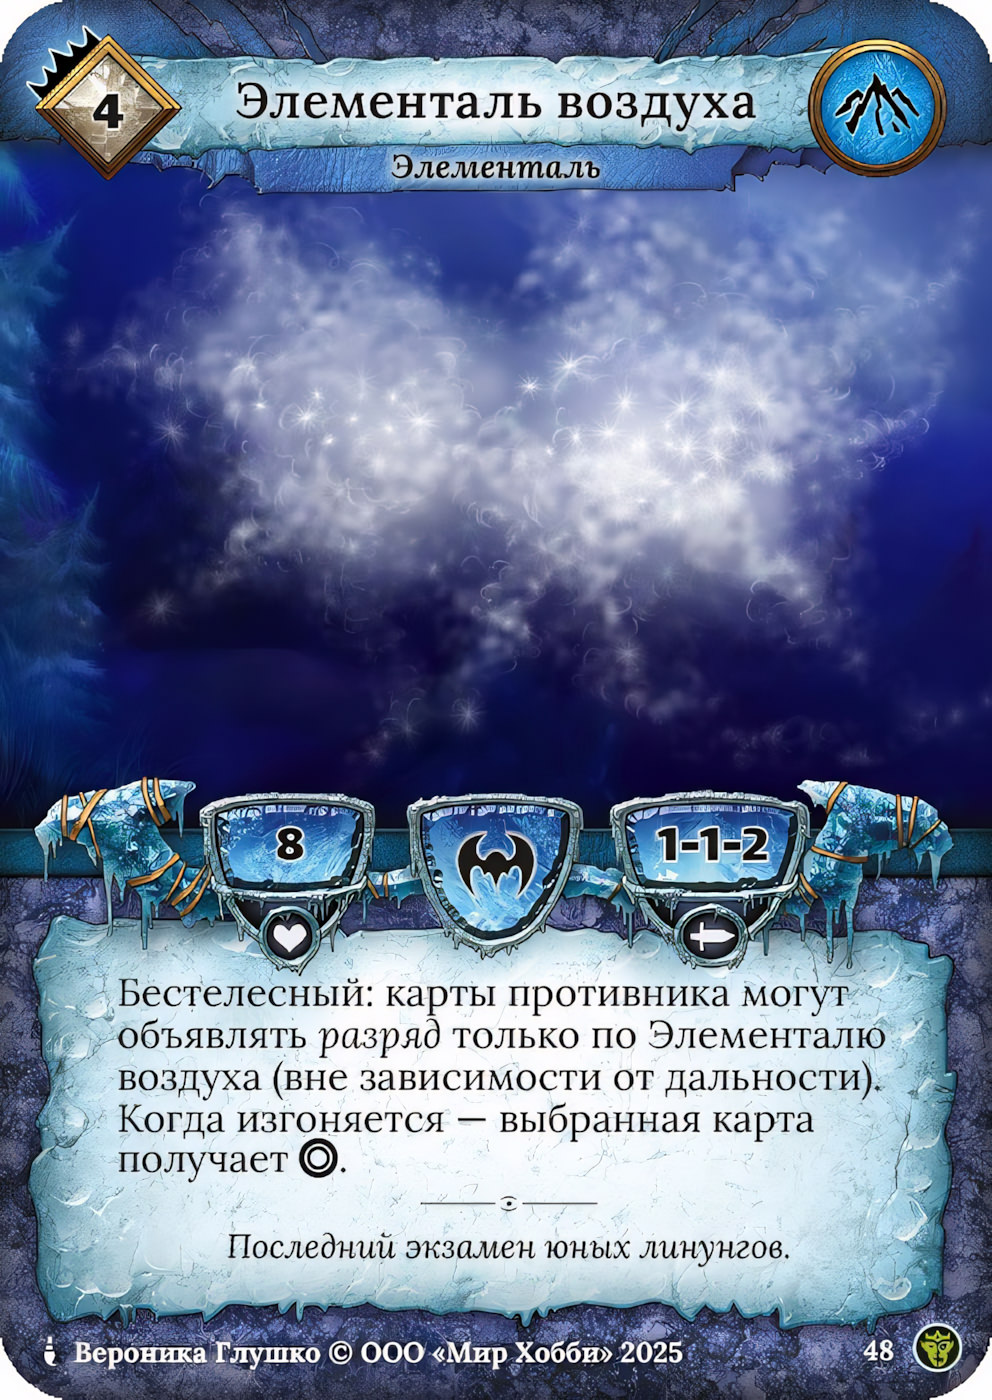 4
Элементаль воздуха
Элементаль
8
1-1-2
Бестелесный: карты противника могут
объявлять разряд только по Элементалю
воздуха (вне зависимости от дальности).
Когда изгоняется — выбранная карта
получает .
Последний экзамен юных линунгов.
Вероника Глушко © ООО «Мир Хобби» 2025
48